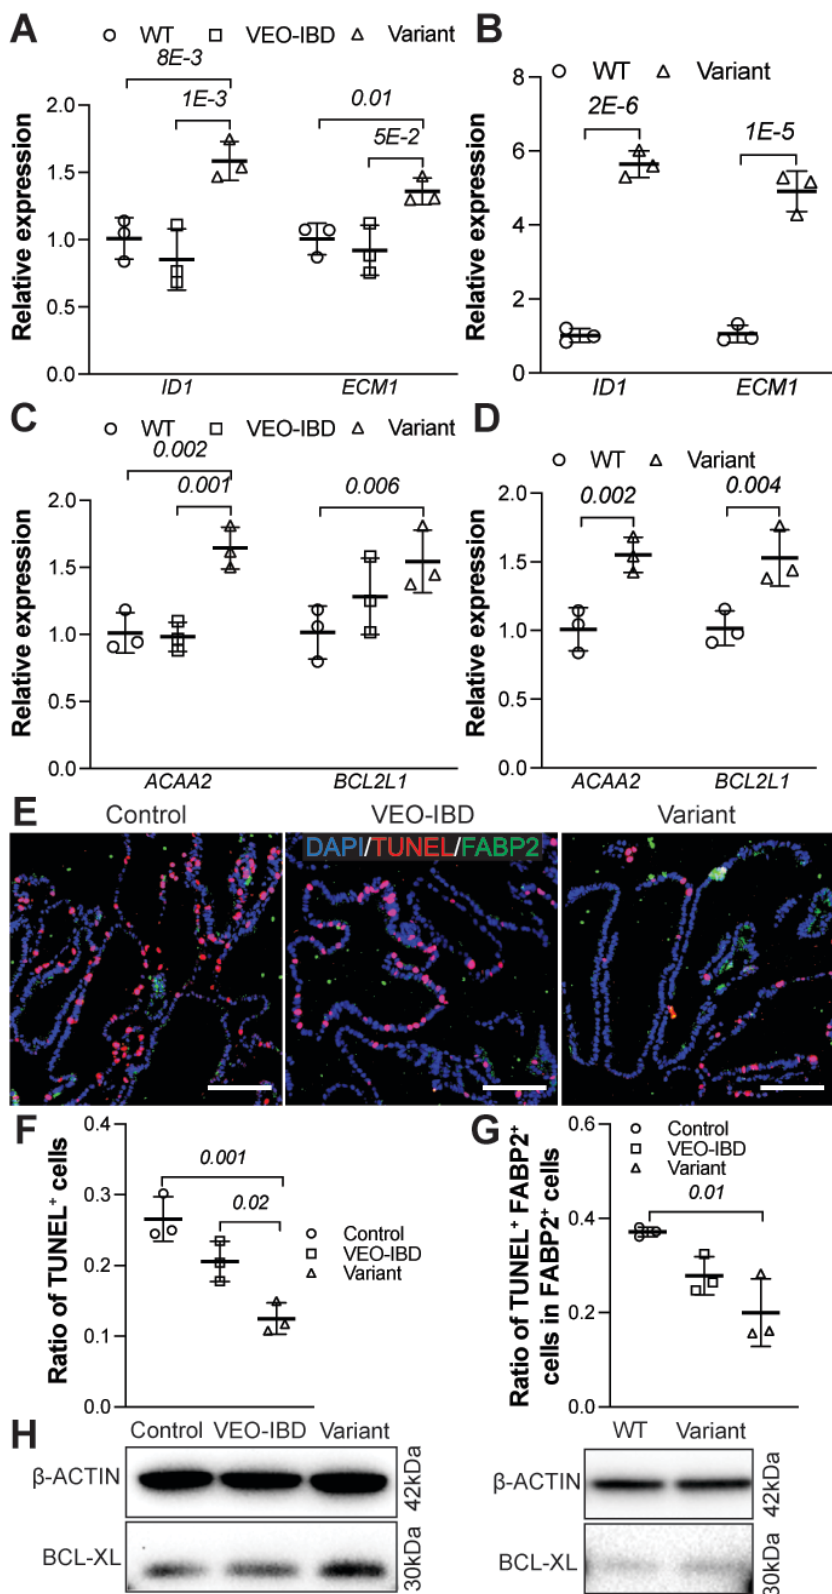 A
WT VEO-IBD Variant
8E-3
1E-3
0.01
5E-2
Relative expression
2.0
1.5
1.0
0.5
0.0
ID1 ECM1
B
WT Variant
2E-6
1E-5
Relative expression
8
6
4
2
0
ID1 ECM1
C
WT VEO-IBD Variant
0.002
0.001
0.006
Relative expression
2.0
1.5
1.0
0.5
0.0
ACAA2 BCL2L1
D
WT Variant
0.002
0.004
Relative expression
2.0
1.5
1.0
0.5
0.0
ACAA2 BCL2L1
E
Control VEO-IBD Variant
DAPI/TUNEL/FABP2
F
Ratio of TUNEL⁺ cells
0.4
0.3
0.2
0.1
0.0
0.001
0.02
Control
VEO-IBD
Variant
G
Ratio of TUNEL⁺ FABP2⁺
cells in FABP2⁺ cells
0.6
0.4
0.2
0.0
Control
VEO-IBD
Variant
0.01
H
Control VEO-IBD Variant
β-ACTIN 42kDa
BCL-XL 30kDa
WT Variant
β-ACTIN 42kDa
BCL-XL 30kDa